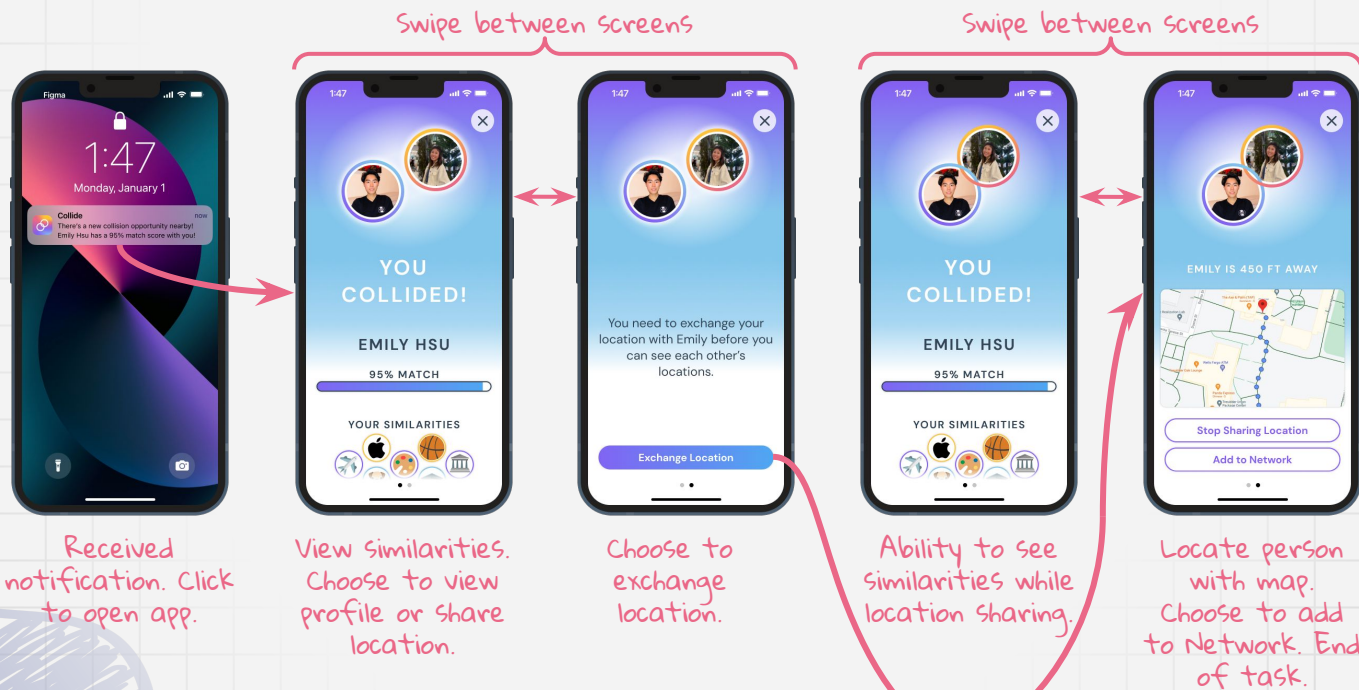 Swipe between screens
Swipe between screens
Figma
1:47
Monday, January 1
Collide
now
There's a new collision opportunity nearby!
Emily Hsu has a 95% match score with you!
Received
notification. Click
to open app.
1:47
YOU
COLLIDED!
EMILY HSU
95% MATCH
YOUR SIMILARITIES
View similarities.
Choose to view
profile or share
location.
1:47
You need to exchange your
location with Emily before you
can see each other's
locations.
Exchange Location
Choose to
exchange
location.
1:47
YOU
COLLIDED!
EMILY HSU
95% MATCH
YOUR SIMILARITIES
Ability to see
similarities while
location sharing.
1:47
EMILY IS 450 FT AWAY
Stop Sharing Location
Add to Network
Locate person
with map.
Choose to add
to Network. End
of task.